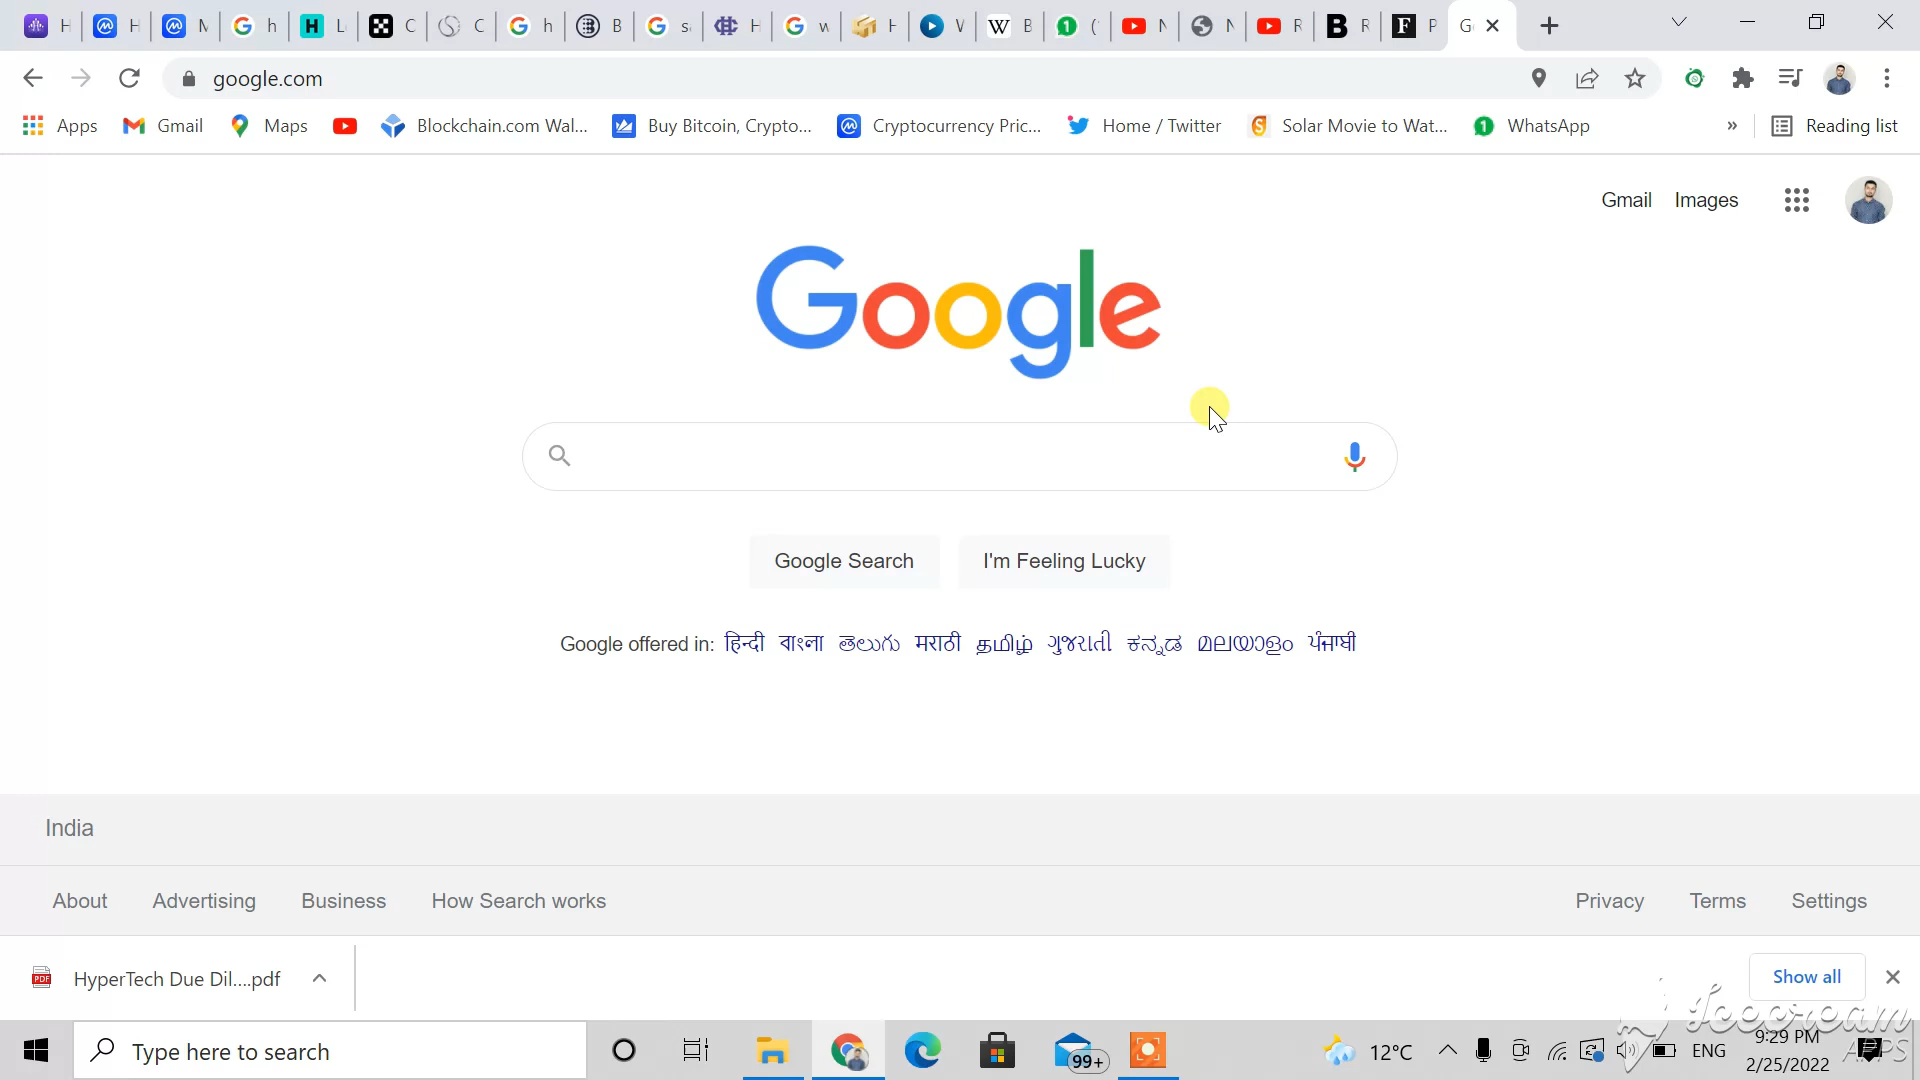 google.com
Apps Gmail Maps Blockchain.com Wal... Buy Bitcoin, Crypto... Cryptocurrency Pric... Home / Twitter Solar Movie to Wat... WhatsApp » Reading list
Gmail Images
Google
Google Search I'm Feeling Lucky
Google offered in: हिन्दी বাংলা తెలుగు मराठी தமிழ் ગુજરાતી ಕನ್ನಡ മലയാളം ਪੰਜਾਬੀ
India
About Advertising Business How Search works Privacy Terms Settings
HyperTech Due Dil....pdf Show all
Icecream
APPS
Type here to search 99+ 12°C ENG 9:29 PM
2/25/2022